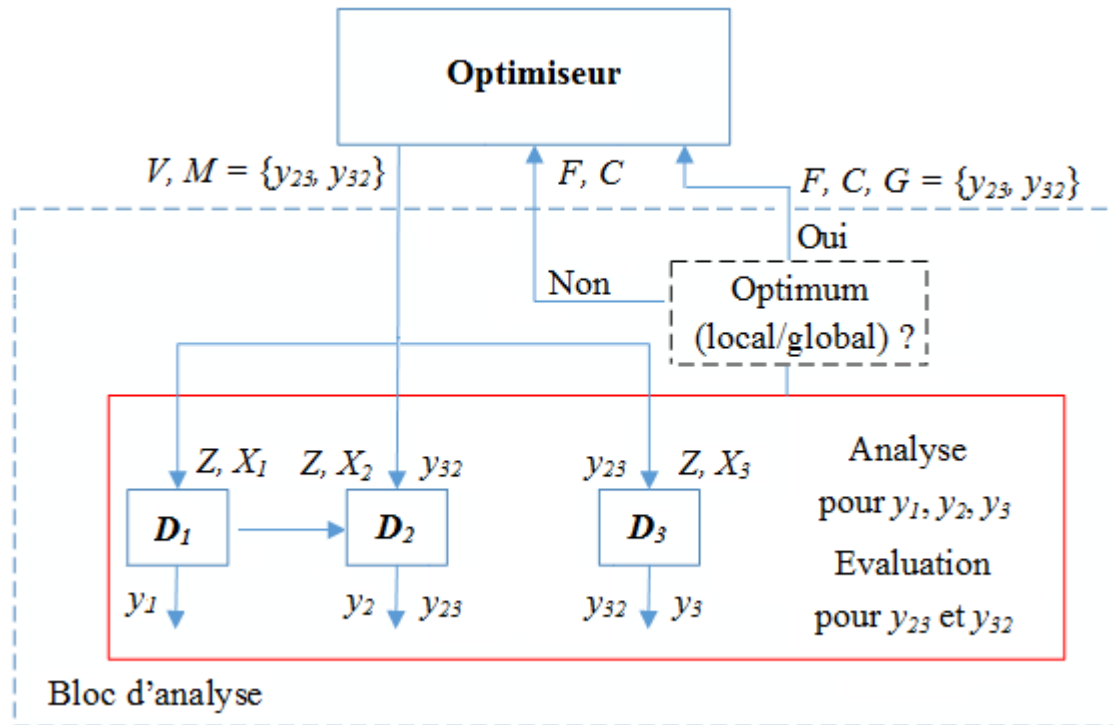 Optimiseur
V, M = {y23, y32}
F, C
F, C, G = {y23, y32}
Oui
Non
Optimum
(local/global) ?
Z, X1
Z, X2
y32
y23
Z, X3
Analyse
pour y1, y2, y3
D1
D2
D3
Evaluation
pour y23 et y32
y1
y2
y23
y32
y3
Bloc d'analyse